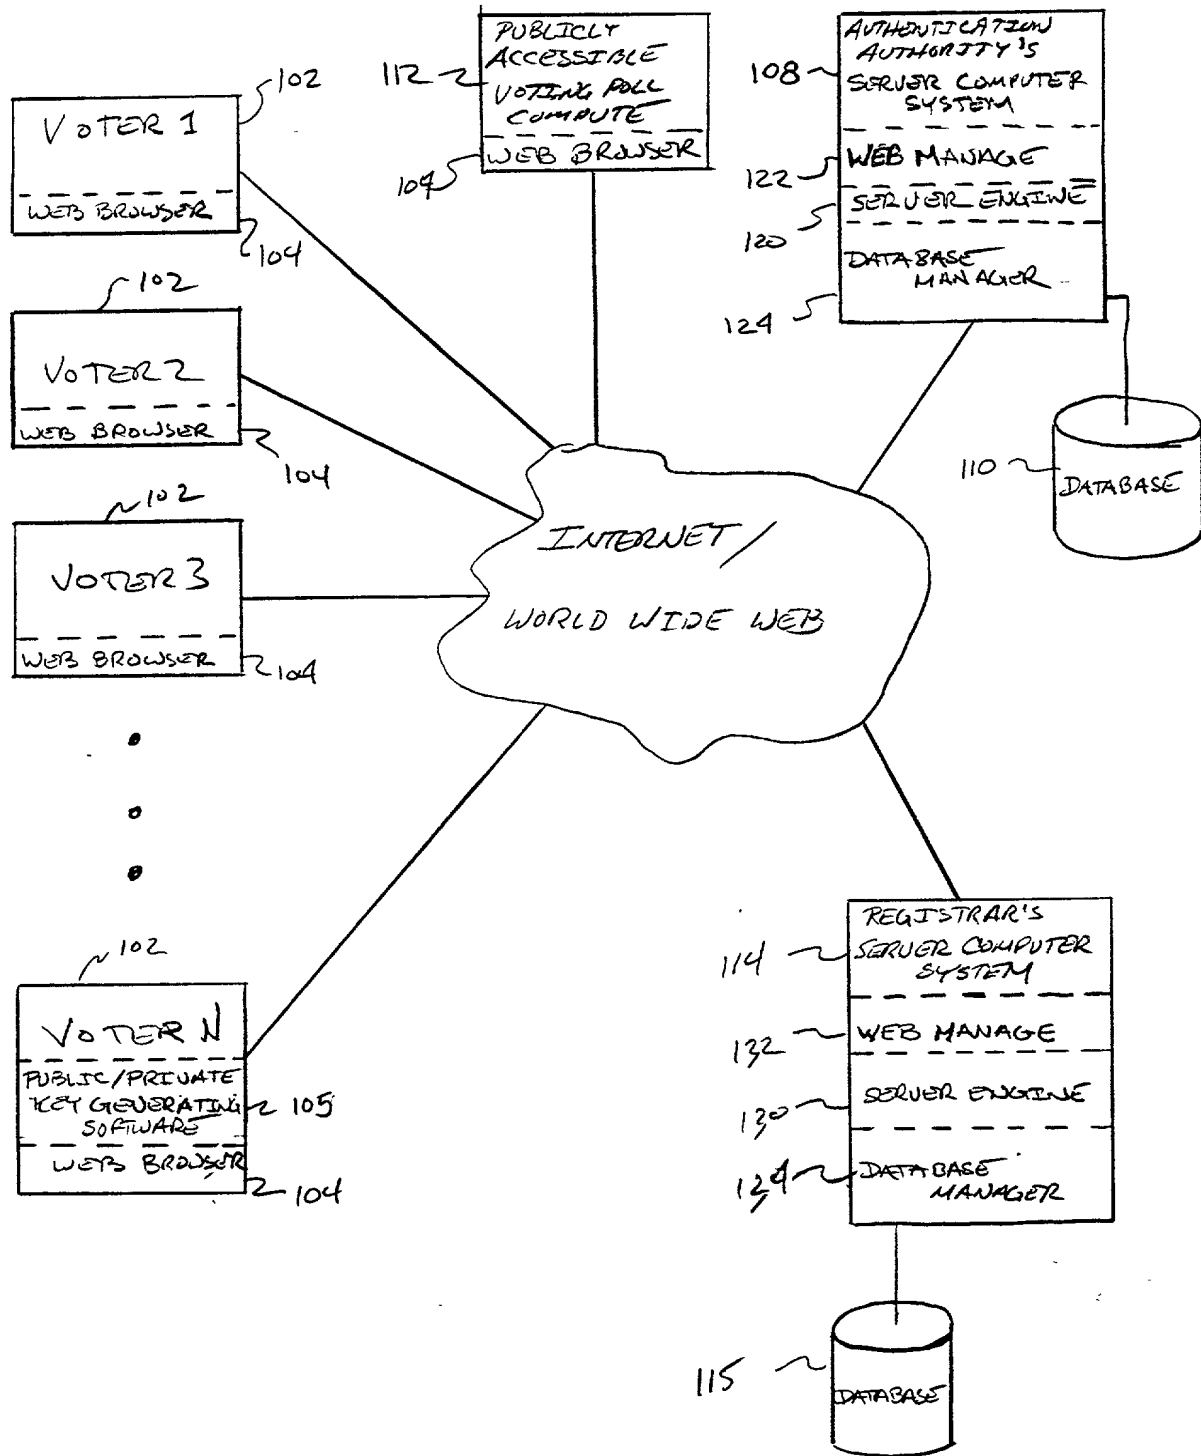 102
VOTER 1
WEB BROWSER
104
102
VOTER 2
WEB BROWSER
104
102
VOTER 3
WEB BROWSER
104
102
VOTER N
PUBLIC/PRIVATE
KEY GENERATING
SOFTWARE
105
WEB BROWSER
104
112
PUBLICLY
ACCESSIBLE
VOTING POLL
COMPUTE
WEB BROWSER
104
108
AUTHENTICATION
AUTHORITY'S
SERVER COMPUTER
SYSTEM
122
WEB MANAGE
120
SERVER ENGINE
124
DATABASE
MANAGER
110
DATABASE
INTERNET/
WORLD WIDE WEB
114
REGISTRAR'S
SERVER COMPUTER
SYSTEM
132
WEB MANAGE
130
SERVER ENGINE
DATABASE
MANAGER
115
DATABASE